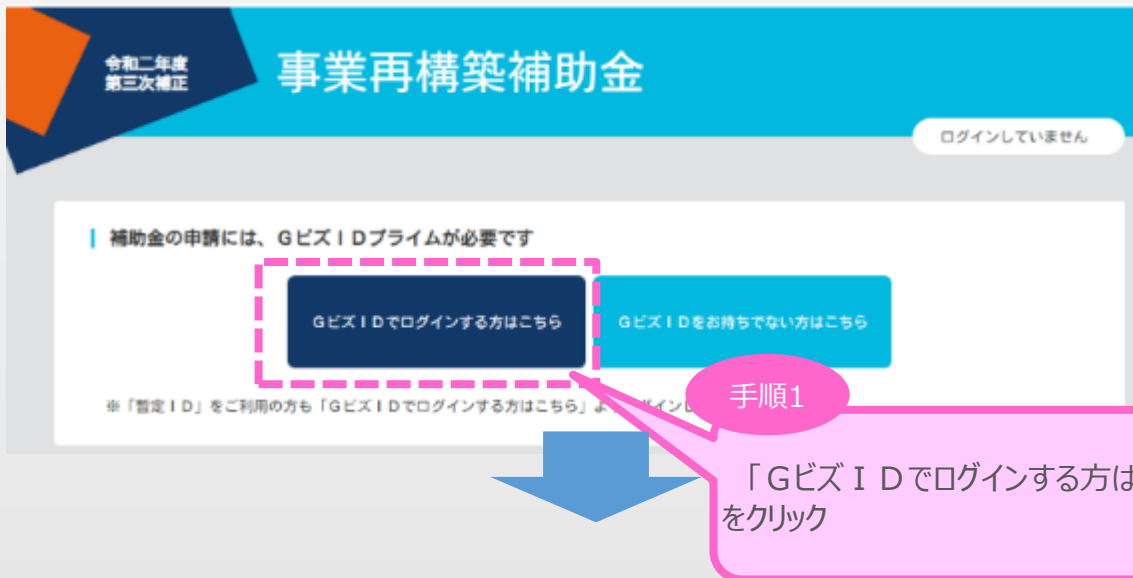 令和二年度
第三次補正
事業再構築補助金
ログインしていません
補助金の申請には、GビズIDプライムが必要です
GビズIDでログインする方はこちら
GビズIDをお持ちでない方はこちら
※「暫定ID」をご利用の方も「GビズIDでログインする方はこちら」よ
手順1
「GビズIDでログインする方は
をクリック